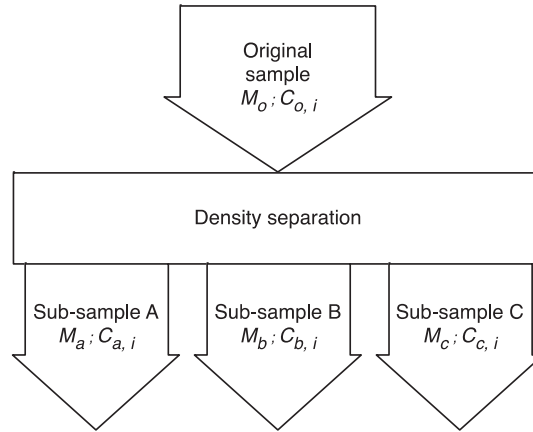 Original
sample
M_o ; C_o, i
Density separation
Sub-sample A
M_a ; C_a, i
Sub-sample B
M_b ; C_b, i
Sub-sample C
M_c ; C_c, i